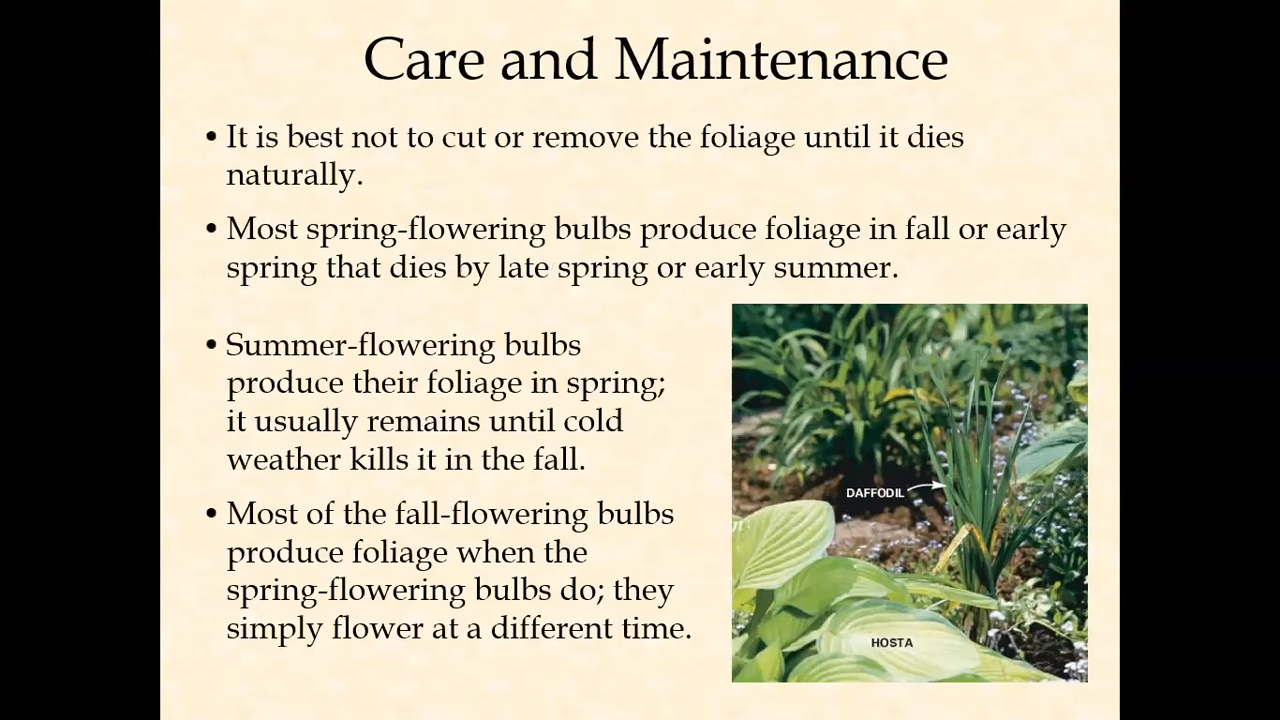 Care and Maintenance
• It is best not to cut or remove the foliage until it dies
naturally.
• Most spring-flowering bulbs produce foliage in fall or early
spring that dies by late spring or early summer.
• Summer-flowering bulbs
produce their foliage in spring;
it usually remains until cold
weather kills it in the fall.
• Most of the fall-flowering bulbs
produce foliage when the
spring-flowering bulbs do; they
simply flower at a different time.
DAFFODIL
HOSTA